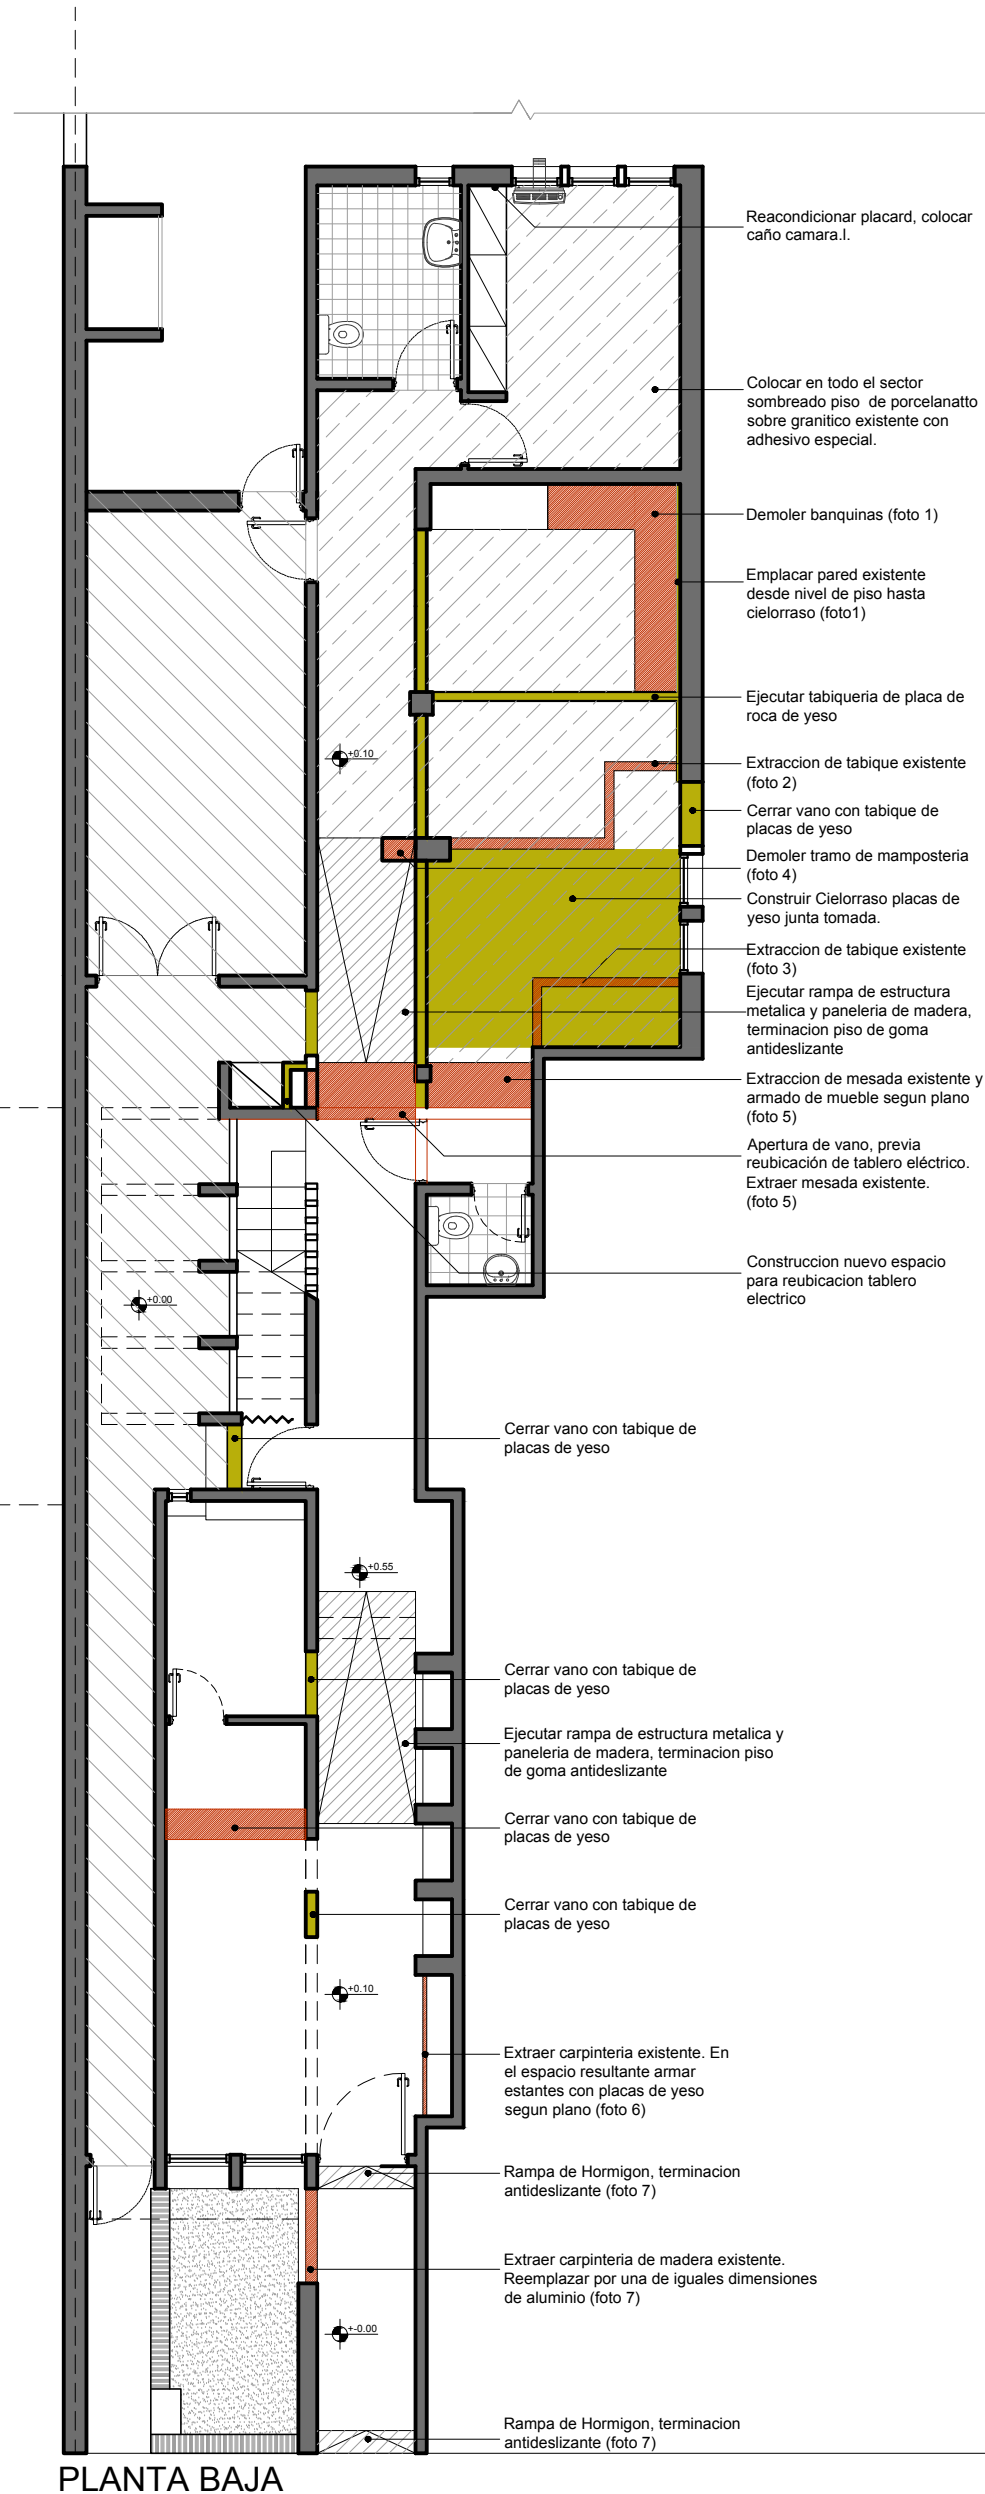 Reacondicionar placard, colocar
caño camara.I.
Colocar en todo el sector
sombreado piso de porcelanatto
sobre granitico existente con
adhesivo especial.
Demoler banquinas (foto 1)
Emplacar pared existente
desde nivel de piso hasta
cielorraso (foto1)
Ejecutar tabiqueria de placa de
roca de yeso
+0.10
Extraccion de tabique existente
(foto 2)
Cerrar vano con tabique de
placas de yeso
Demoler tramo de mamposteria
(foto 4)
Construir Cielorraso placas de
yeso junta tomada.
Extraccion de tabique existente
(foto 3)
Ejecutar rampa de estructura
metalica y paneleria de madera,
terminacion piso de goma
antideslizante
Extraccion de mesada existente y
armado de mueble segun plano
(foto 5)
Apertura de vano, previa
reubicación de tablero eléctrico.
Extraer mesada existente.
(foto 5)
Construccion nuevo espacio
para reubicacion tablero
electrico
+0.00
Cerrar vano con tabique de
placas de yeso
+0.55
Cerrar vano con tabique de
placas de yeso
Ejecutar rampa de estructura metalica y
paneleria de madera, terminacion piso
de goma antideslizante
Cerrar vano con tabique de
placas de yeso
Cerrar vano con tabique de
placas de yeso
+0.10
Extraer carpinteria existente. En
el espacio resultante armar
estantes con placas de yeso
segun plano (foto 6)
Rampa de Hormigon, terminacion
antideslizante (foto 7)
Extraer carpinteria de madera existente.
Reemplazar por una de iguales dimensiones
de aluminio (foto 7)
+-0.00
Rampa de Hormigon, terminacion
antideslizante (foto 7)
PLANTA BAJA